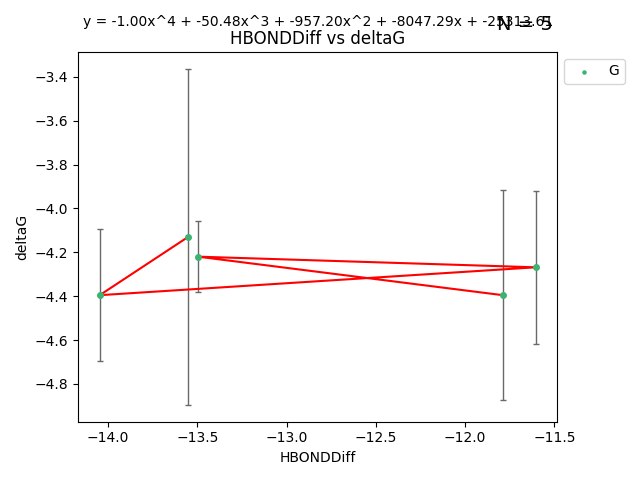 y = -1.00x^4 + -50.48x^3 + -957.20x^2 + -8047.29x + -25313.61
N = 5
HBONDDiff vs deltaG
G
deltaG
−3.4
−3.6
−3.8
−4.0
−4.2
−4.4
−4.6
−4.8
−14.0
−13.5
−13.0
−12.5
−12.0
−11.5
HBONDDiff